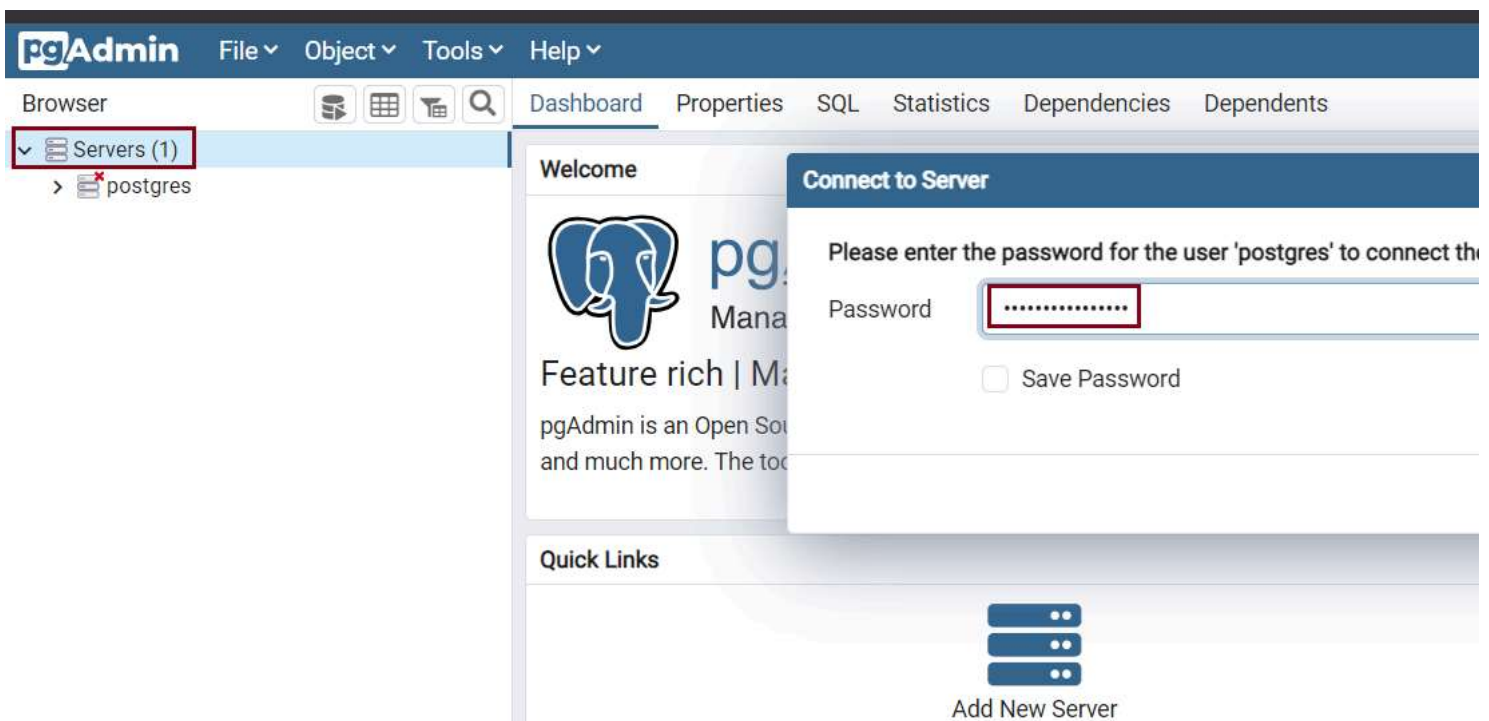 pgAdmin File Object Tools Help
Browser
Dashboard Properties SQL Statistics Dependencies Dependents
Servers (1)
postgres
Welcome
Connect to Server
Please enter the password for the user 'postgres' to connect the
Password ················
Save Password
pg
Mana
Feature rich | Ma
pgAdmin is an Open Sou
and much more. The too
Quick Links
Add New Server